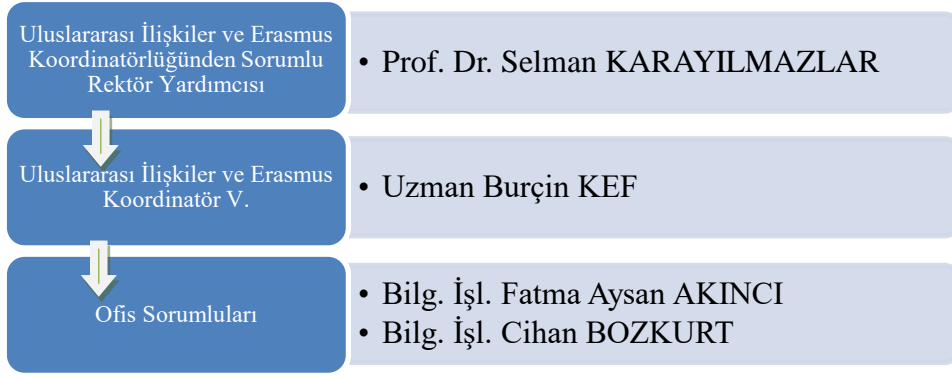 Uluslararası İlişkiler ve Erasmus
Koordinatörlüğünden Sorumlu
Rektör Yardımcısı
• Prof. Dr. Selman KARAYILMAZLAR
Uluslararası İlişkiler ve Erasmus
Koordinatör V.
• Uzman Burçin KEF
Ofis Sorumluları
• Bilg. İşl. Fatma Aysan AKINCI
• Bilg. İşl. Cihan BOZKURT